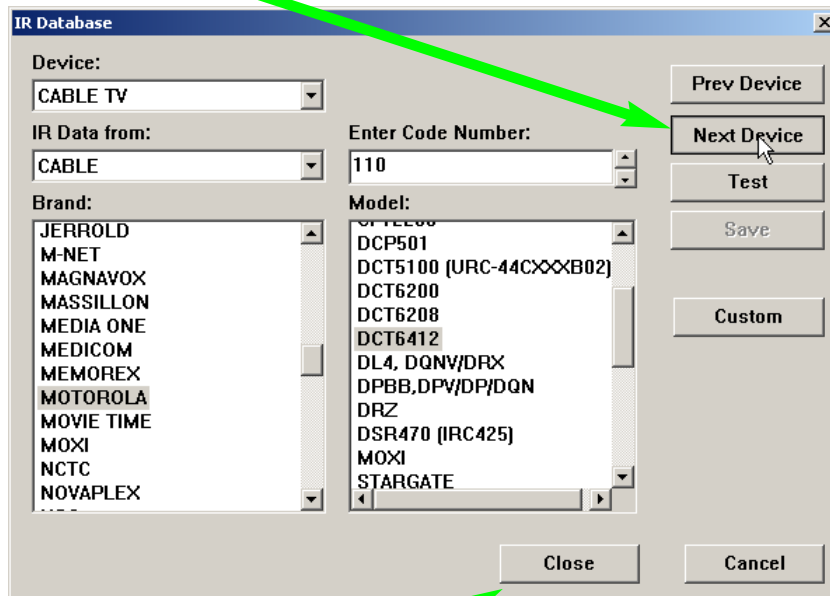 IR Database
Device:
CABLE TV
Prev Device
IR Data from:
Enter Code Number:
Next Device
CABLE
110
Test
Brand:
Model:
Save
JERROLD
M-NET
MAGNAVOX
MASSILLON
MEDIA ONE
MEDICOM
MEMOREX
MOTOROLA
MOVIE TIME
MOXI
NCTC
NOVAPLEX
DCP501
DCT5100 (URC-44CXXXB02)
DCT6200
DCT6208
DCT6412
DL4, DQNV/DRX
DPBB,DPV/DP/DQN
DRZ
DSR470 (IRC425)
MOXI
STARGATE
Custom
Close
Cancel